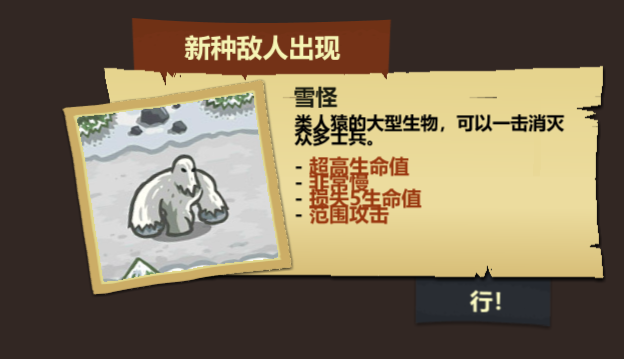 新种敌人出现
雪怪
类人猿的大型生物，可以一击消灭
众多士兵。
- 超高生命值
- 非常慢
- 损失5生命值
- 范围攻击
行!